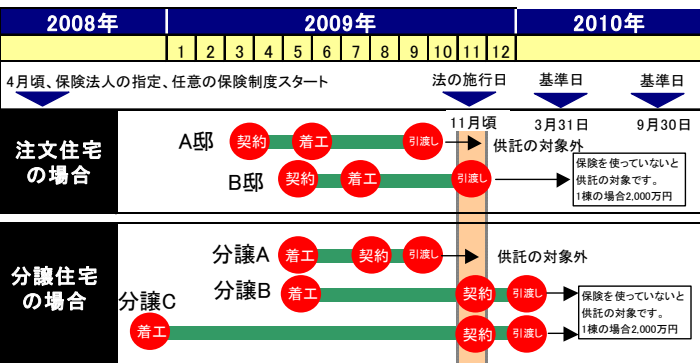 2008年 2009年 2010年
1 2 3 4 5 6 7 8 9 10 11 12
4月頃、保険法人の指定、任意の保険制度スタート 法の施行日 基準日 基準日
11月頃 3月31日 9月30日
注文住宅
の場合
A邸 契約 着工 引渡し 供託の対象外
B邸 契約 着工 引渡し
保険を使っていないと
供託の対象です。
1棟の場合2,000万円
分譲住宅
の場合
分譲A 着工 契約 引渡し 供託の対象外
分譲B 着工 契約 引渡し
分譲C 着工 契約 引渡し
保険を使っていないと
供託の対象です。
1棟の場合2,000万円